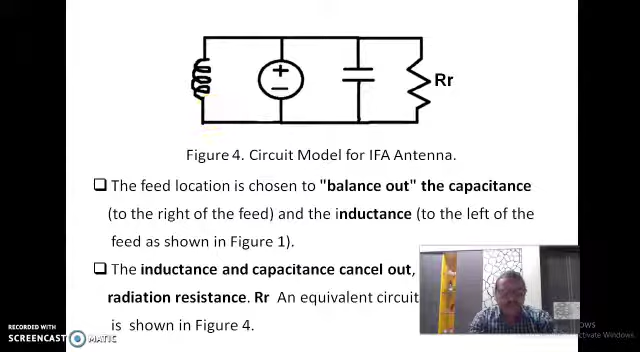 +
−
Rr
Figure 4. Circuit Model for IFA Antenna.
The feed location is chosen to "balance out" the capacitance
(to the right of the feed) and the inductance (to the left of the
feed as shown in Figure 1).
The inductance and capacitance cancel out,
radiation resistance. Rr An equivalent circuit
is shown in Figure 4.
RECORDED WITH
SCREENCAST MATIC